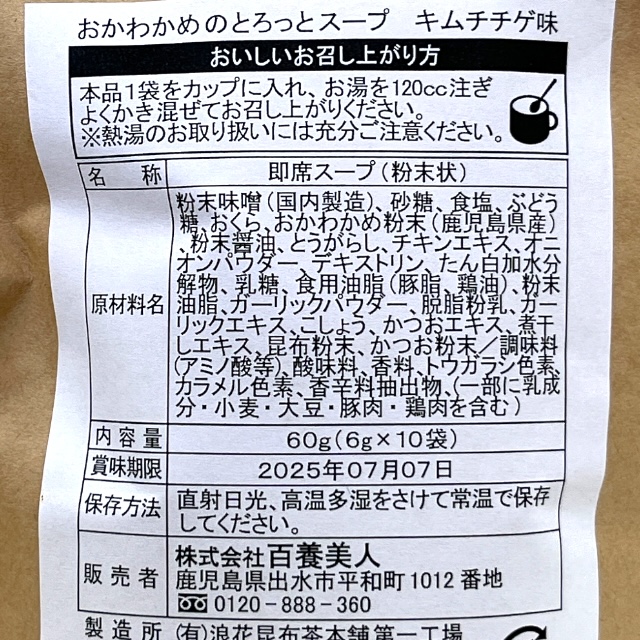 おかわかめのとろっとスープ　キムチチゲ味
おいしいお召し上がり方
本品1袋をカップに入れ、お湯を120cc注ぎ
よくかき混ぜてお召し上がりください。
※熱湯のお取り扱いには充分ご注意ください。
名　称　即席スープ（粉末状）
原材料名
粉末味噌（国内製造）、砂糖、食塩、ぶどう
糖、おくら、おかわかめ粉末（鹿児島県産）
、粉末醤油、とうがらし、チキンエキス、オニ
オンパウダー、デキストリン、たん白加水分
解物、乳糖、食用油脂（豚脂、鶏油）、粉末
油脂、ガーリックパウダー、脱脂粉乳、ガー
リックエキス、こしょう、かつおエキス、煮干
しエキス、昆布粉末、かつお粉末／調味料
（アミノ酸等）、酸味料、香料、トウガラシ色素、
カラメル色素、香辛料抽出物、（一部に乳成
分・小麦・大豆・豚肉・鶏肉を含む）
内容量　60g（6g×10袋）
賞味期限　2025年07月07日
保存方法
直射日光、高温多湿をさけて常温で保存
してください。
販売者
株式会社百養美人
鹿児島県出水市平和町1012番地
0120-888-360
製造所　（有）浪花昆布茶本舗第一工場